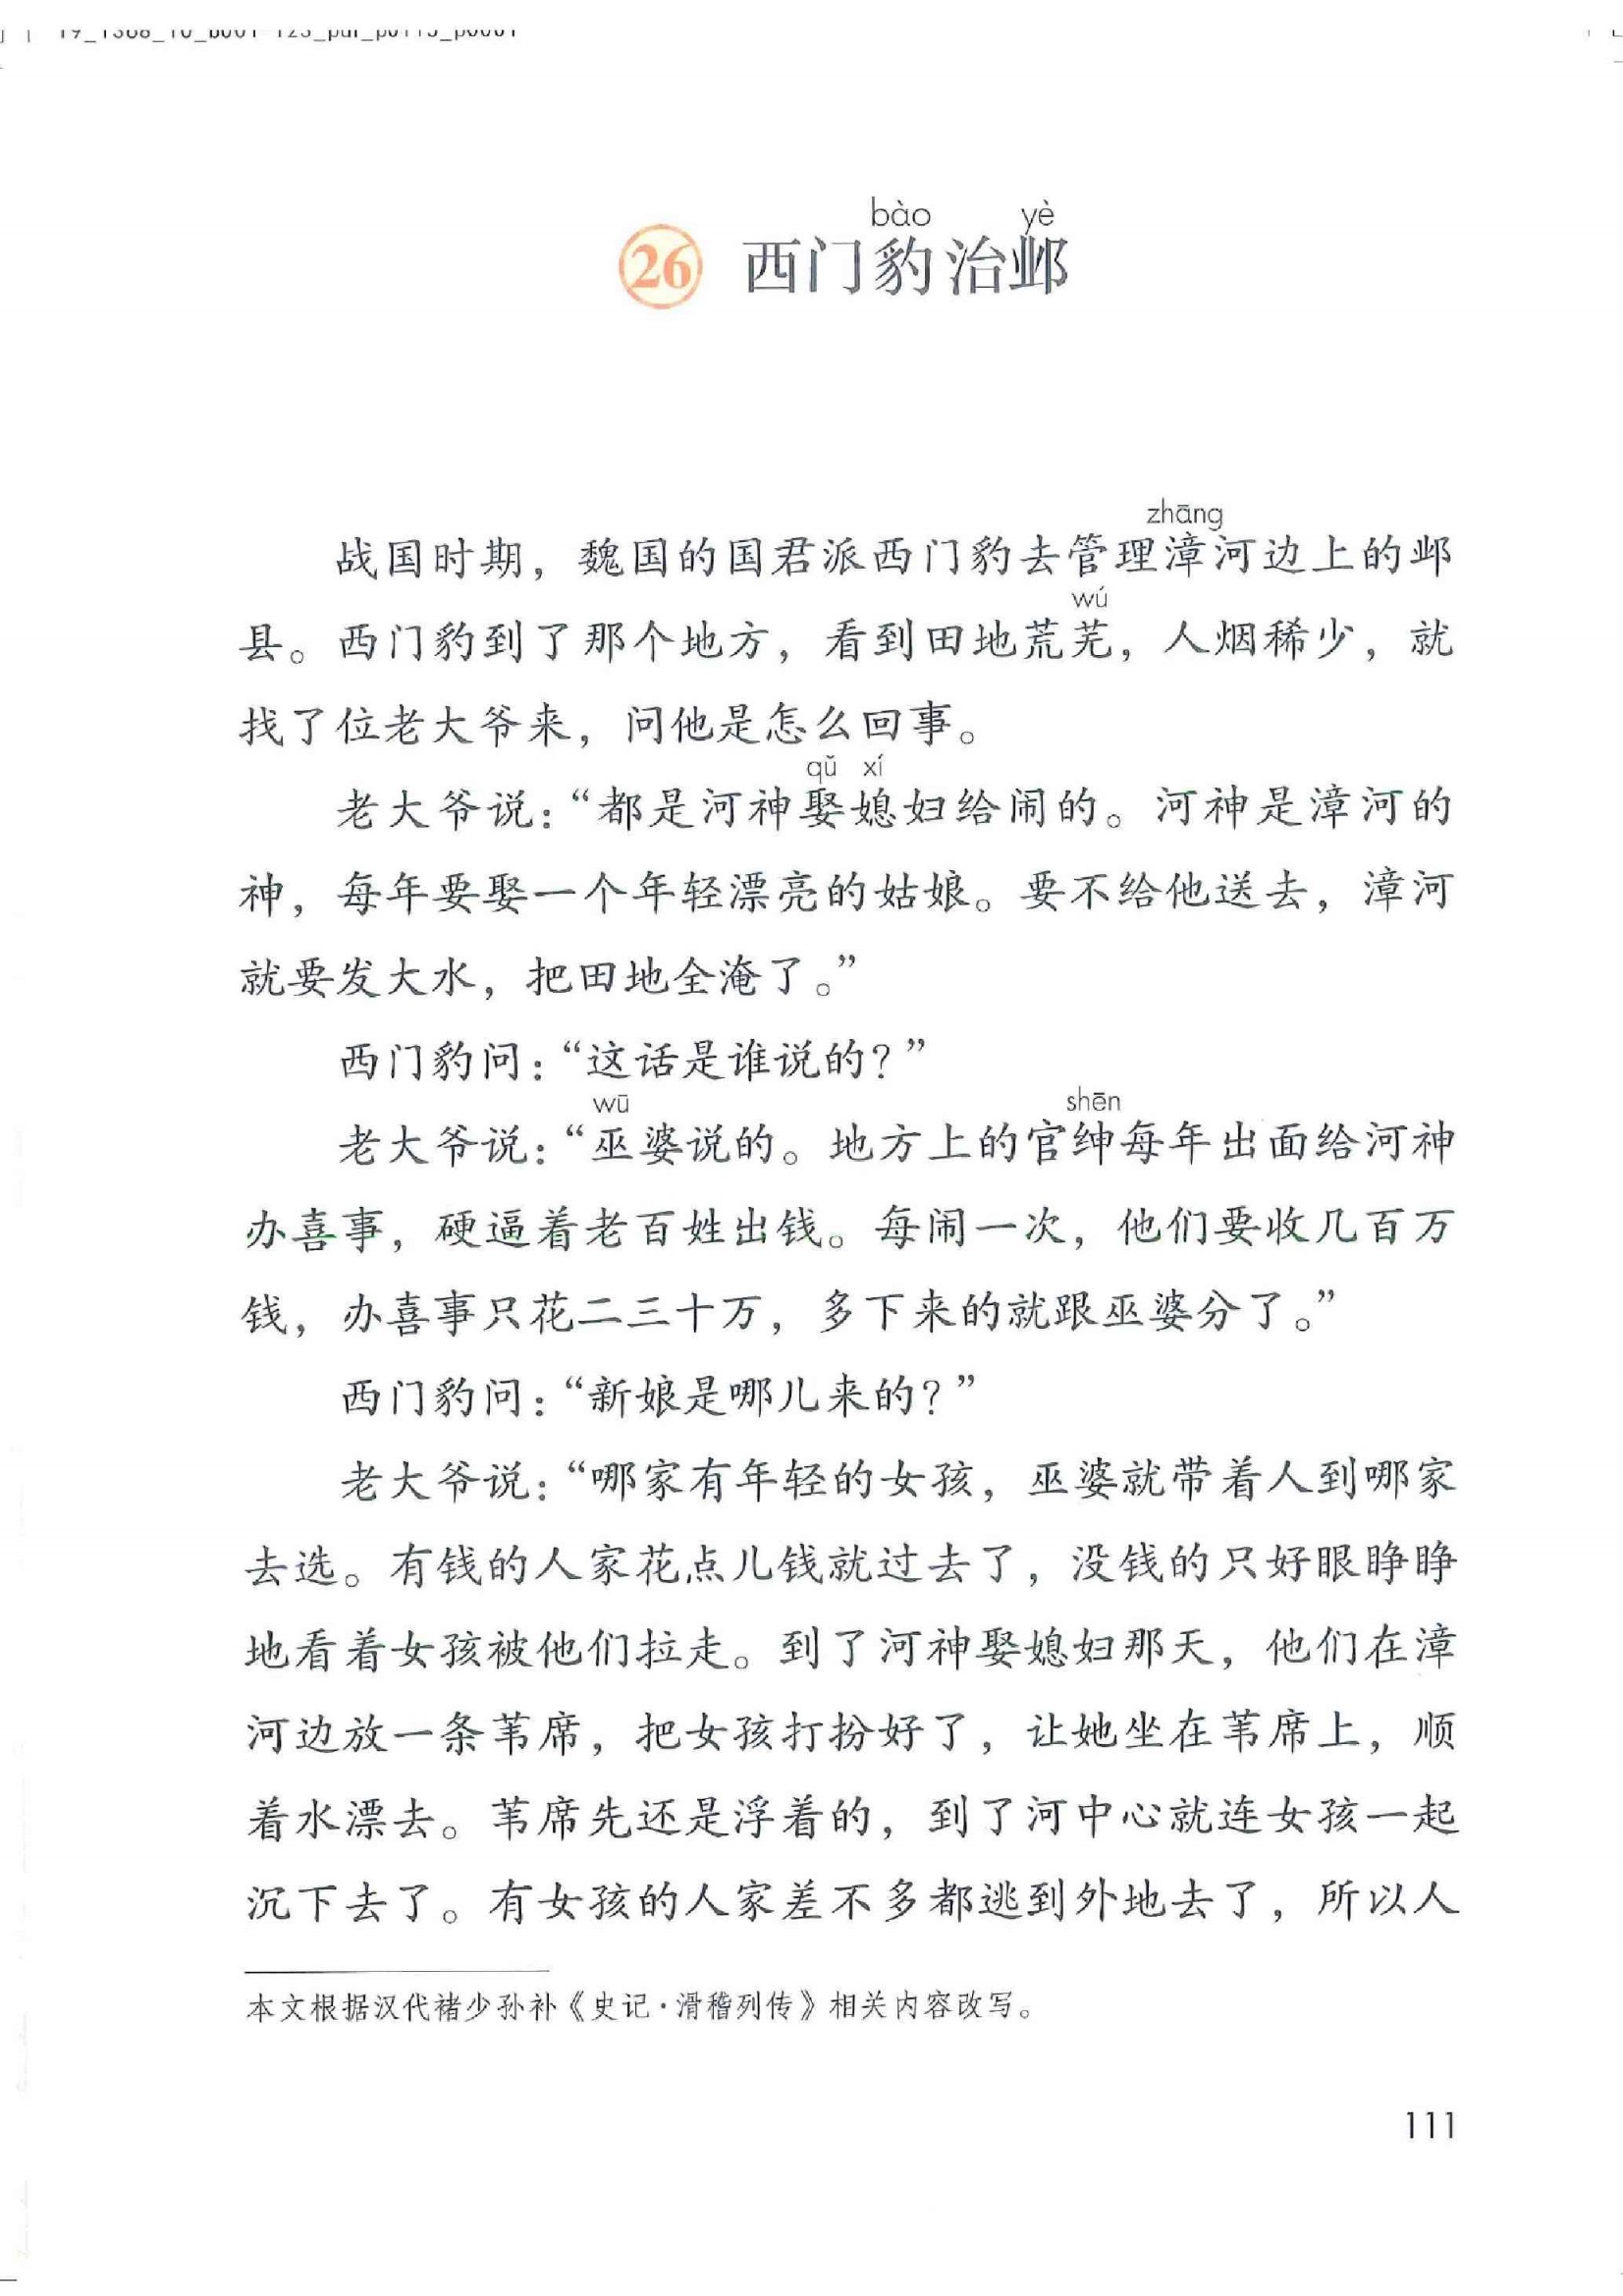 bào yè
26 西门豹治邺
zhāng
战国时期，魏国的国君派西门豹去管理漳河边上的邺
wú
县。西门豹到了那个地方，看到田地荒芜，人烟稀少，就
找了位老大爷来，问他是怎么回事。
qǔ xí
老大爷说：“都是河神娶媳妇给闹的。河神是漳河的
神，每年要娶一个年轻漂亮的姑娘。要不给他送去，漳河
就要发大水，把田地全淹了。”
西门豹问：“这话是谁说的？”
wū shēn
老大爷说：“巫婆说的。地方上的官绅每年出面给河神
办喜事，硬逼着老百姓出钱。每闹一次，他们要收几百万
钱，办喜事只花二三十万，多下来的就跟巫婆分了。”
西门豹问：“新娘是哪儿来的？”
老大爷说：“哪家有年轻的女孩，巫婆就带着人到哪家
去选。有钱的人家花点儿钱就过去了，没钱的只好眼睁睁
地看着女孩被他们拉走。到了河神娶媳妇那天，他们在漳
河边放一条苇席，把女孩打扮好了，让她坐在苇席上，顺
着水漂去。苇席先还是浮着的，到了河中心就连女孩一起
沉下去了。有女孩的人家差不多都逃到外地去了，所以人
本文根据汉代褚少孙补《史记·滑稽列传》相关内容改写。
111